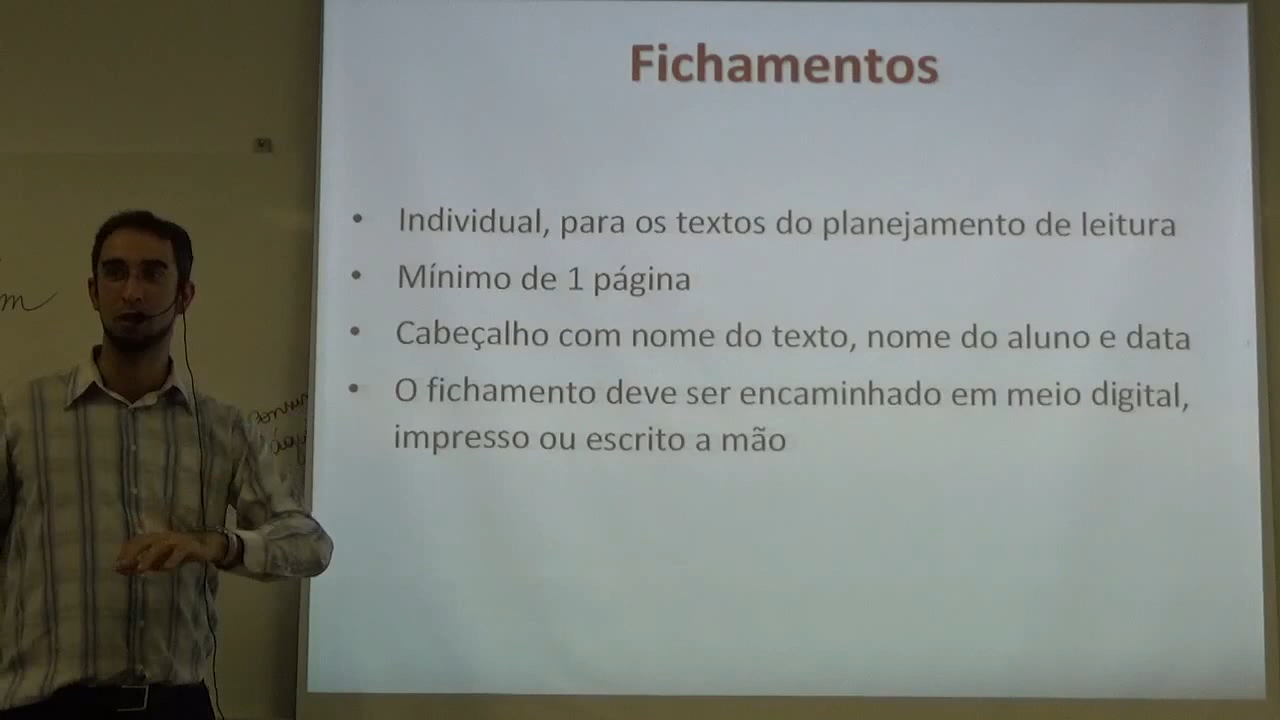 Fichamentos
• Individual, para os textos do planejamento de leitura
• Mínimo de 1 página
• Cabeçalho com nome do texto, nome do aluno e data
• O fichamento deve ser encaminhado em meio digital,
impresso ou escrito a mão